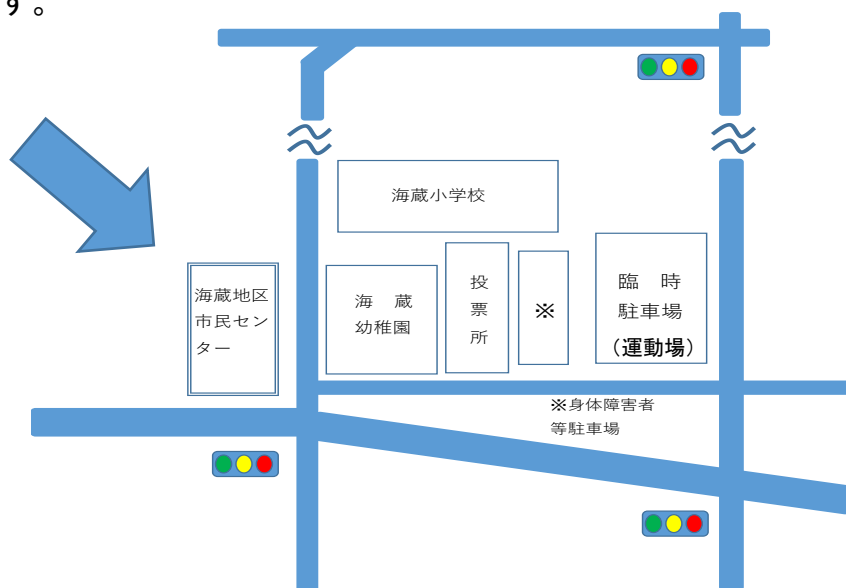 す。
海蔵小学校
海蔵地区
市民セン
ター
海　蔵
幼稚園
投
票
所
※
臨　時
駐車場
（運動場）
※身体障害者
等駐車場